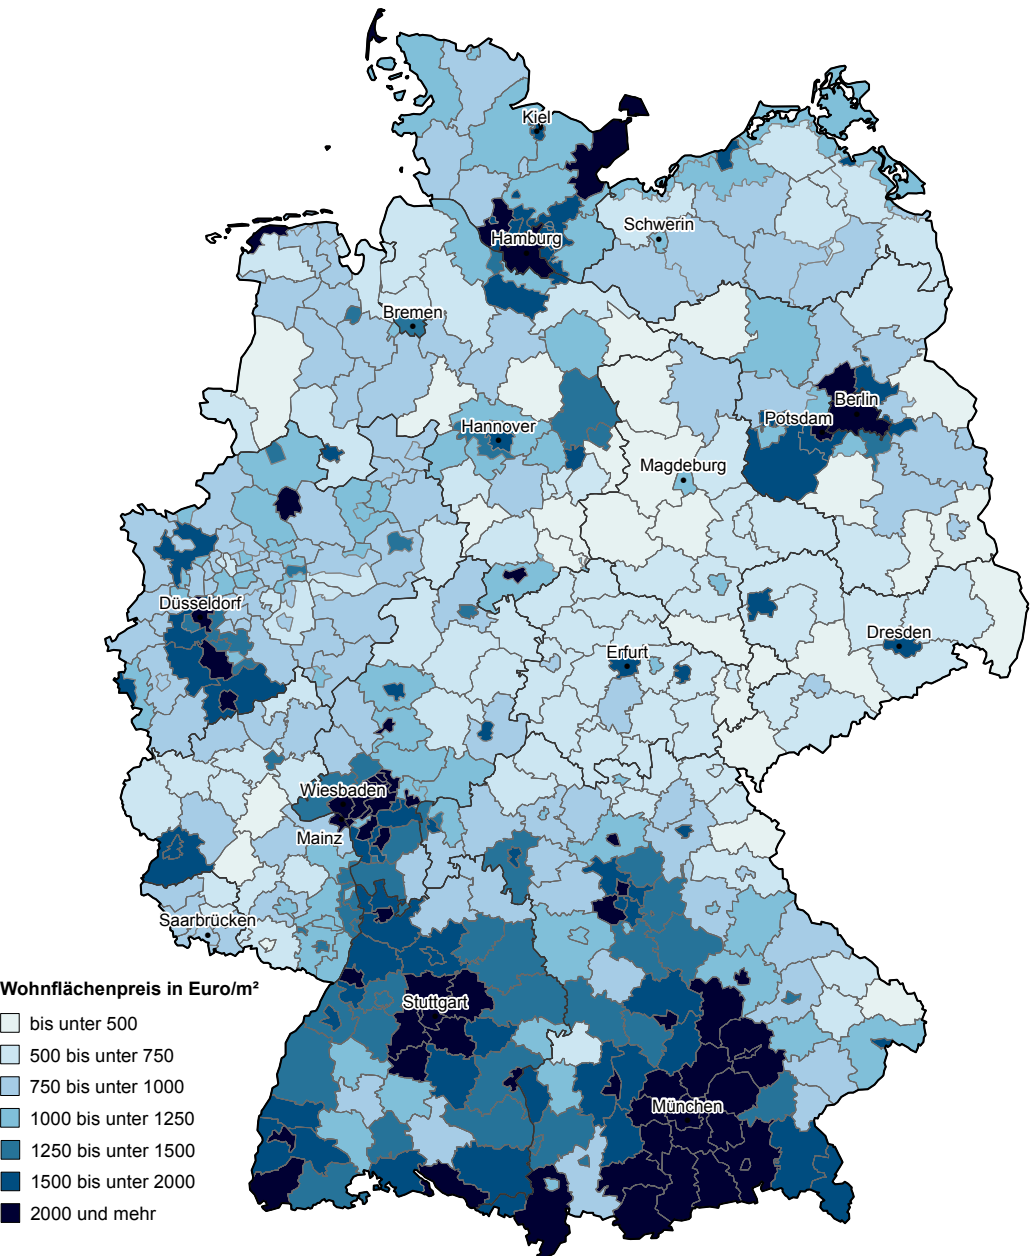 Kiel
Schwerin
Hamburg
Bremen
Berlin
Potsdam
Hannover
Magdeburg
Düsseldorf
Dresden
Erfurt
Wiesbaden
Mainz
Saarbrücken
Stuttgart
München
Wohnflächenpreis in Euro/m²
bis unter 500
500 bis unter 750
750 bis unter 1000
1000 bis unter 1250
1250 bis unter 1500
1500 bis unter 2000
2000 und mehr